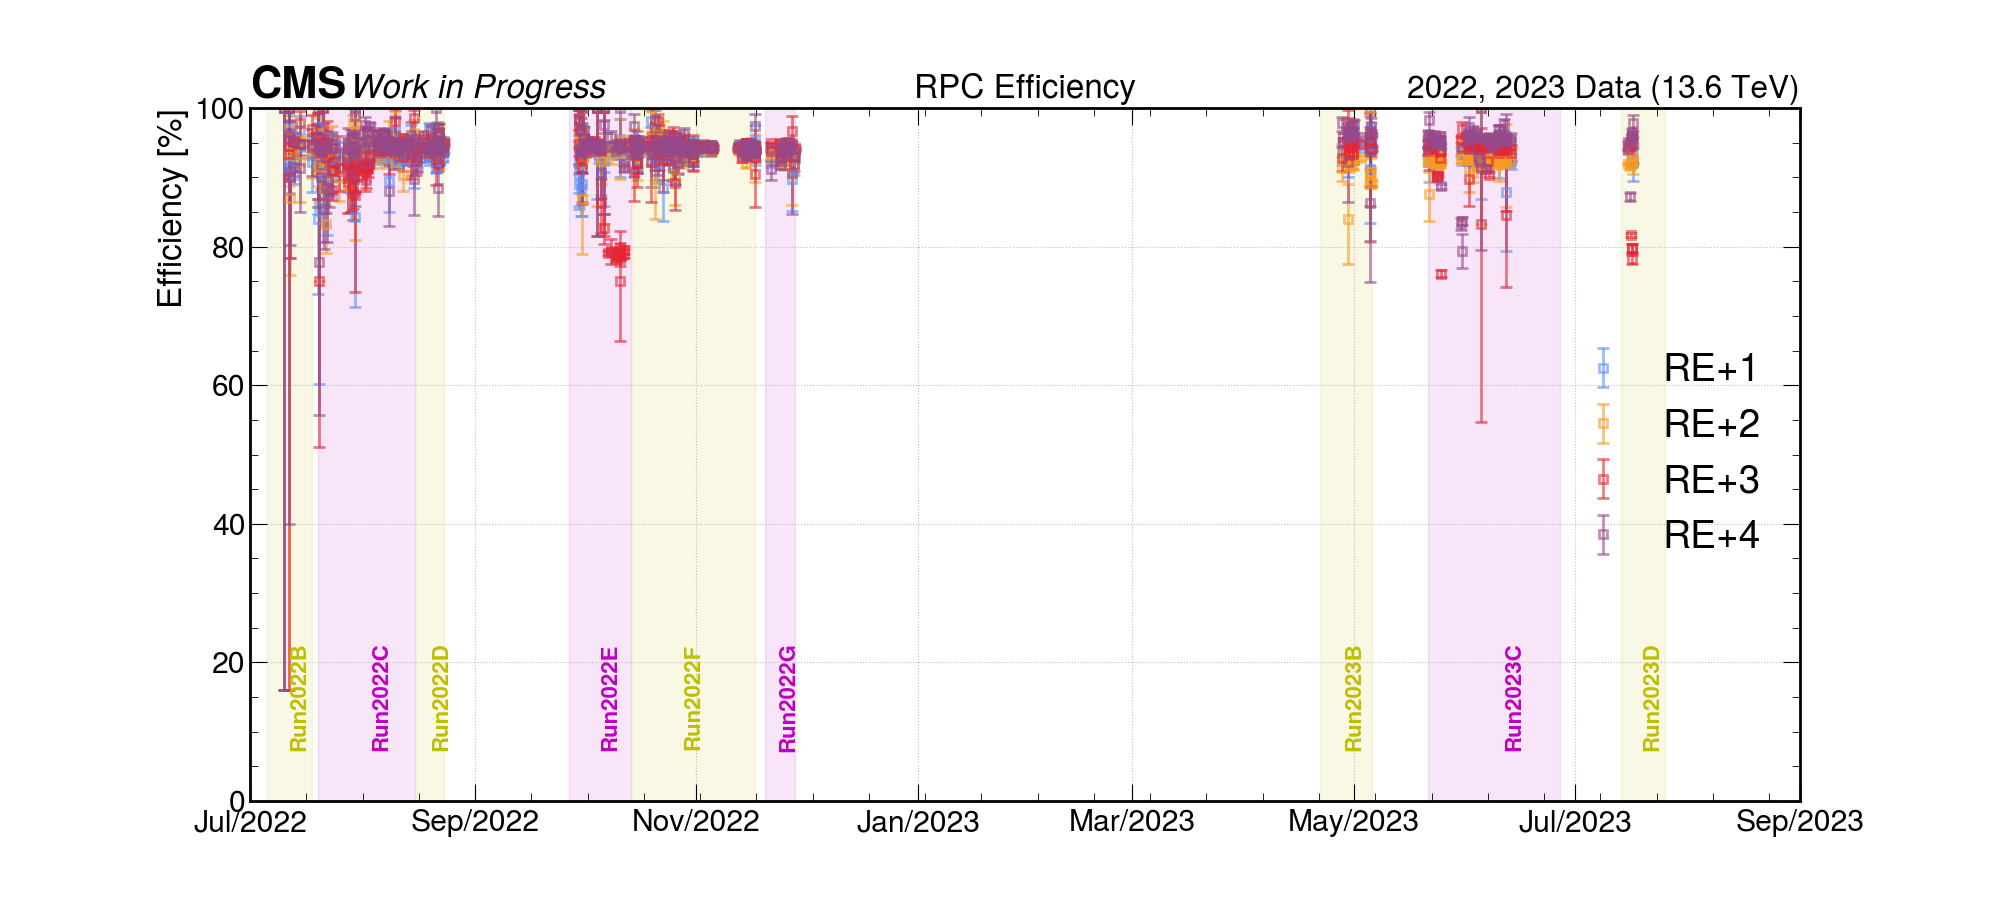 CMS Work in Progress RPC Efficiency 2022, 2023 Data (13.6 TeV)
Efficiency [%]
100
80
60
40
20
0
RE+1
RE+2
RE+3
RE+4
Run2022B
Run2022C
Run2022D
Run2022E
Run2022F
Run2022G
Run2023B
Run2023C
Run2023D
Jul/2022 Sep/2022 Nov/2022 Jan/2023 Mar/2023 May/2023 Jul/2023 Sep/2023